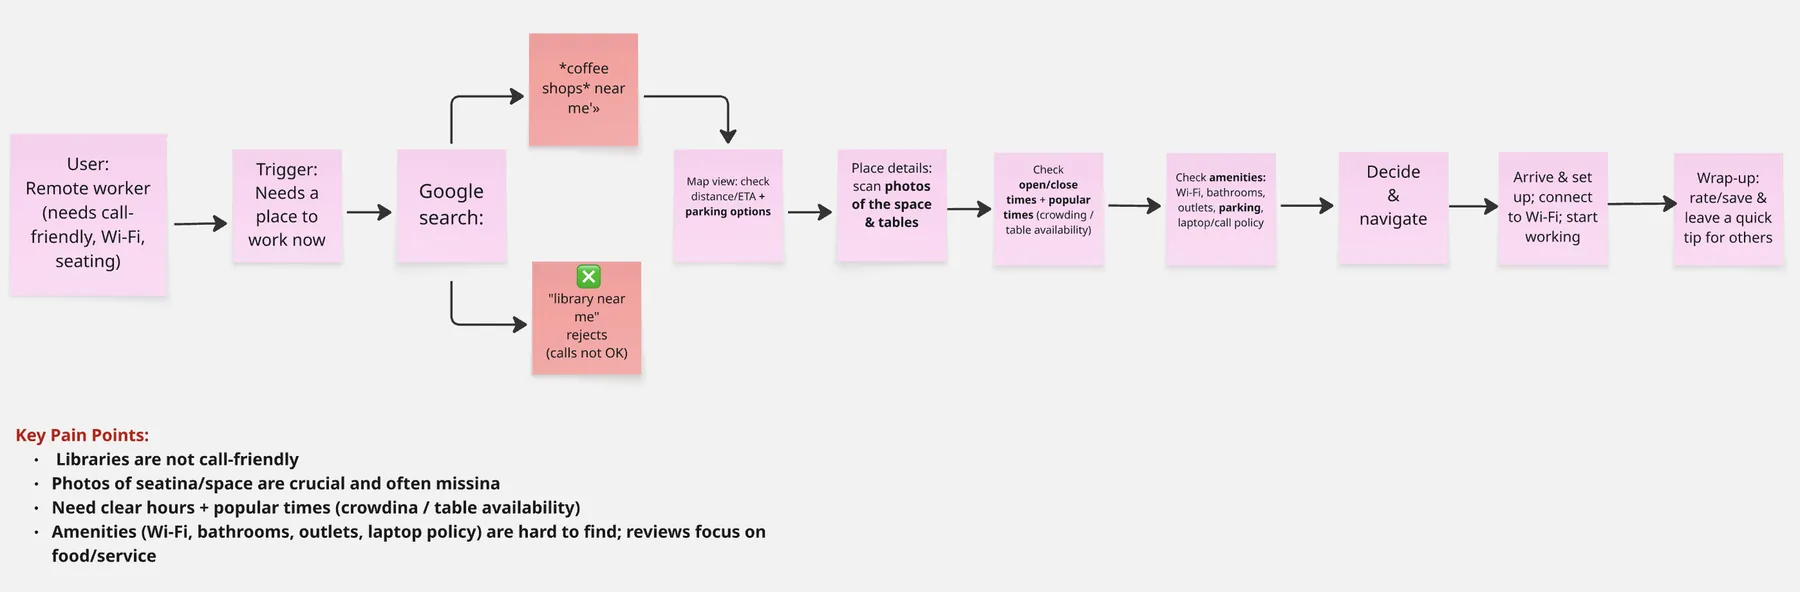 User:
Remote worker
(needs call-
friendly, Wi-Fi,
seating)
Trigger:
Needs a
place to
work now
Google
search:
*coffee
shops* near
me'»
"library near
me"
rejects
(calls not OK)
Map view: check
distance/ETA +
parking options
Place details:
scan photos
of the space
& tables
Check
open/close
times + popular
times (crowding /
table availability)
Check amenities:
Wi-Fi, bathrooms,
outlets, parking,
laptop/call policy
Decide
&
navigate
Arrive & set
up; connect
to Wi-Fi; start
working
Wrap-up:
rate/save &
leave a quick
tip for others
Key Pain Points:
· Libraries are not call-friendly
· Photos of seatina/space are crucial and often missina
· Need clear hours + popular times (crowdina / table availability)
· Amenities (Wi-Fi, bathrooms, outlets, laptop policy) are hard to find; reviews focus on
food/service